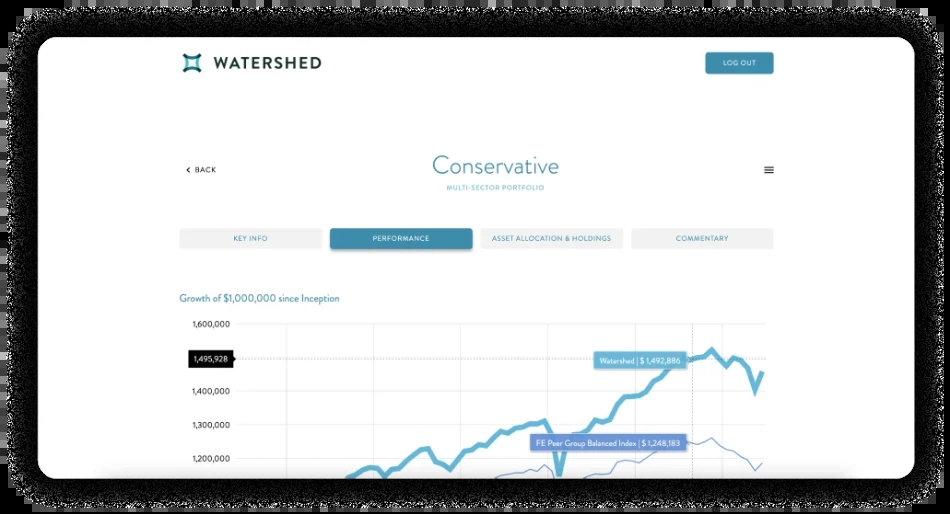 WATERSHED
LOG OUT
BACK
Conservative
MULTI-SECTOR PORTFOLIO
KEY INFO
PERFORMANCE
ASSET ALLOCATION & HOLDINGS
COMMENTARY
Growth of $1,000,000 since Inception
1,600,000
1,495,928
Watershed | $ 1,492,886
1,400,000
1,300,000
FE Peer Group Balanced Index | $ 1,248,183
1,200,000